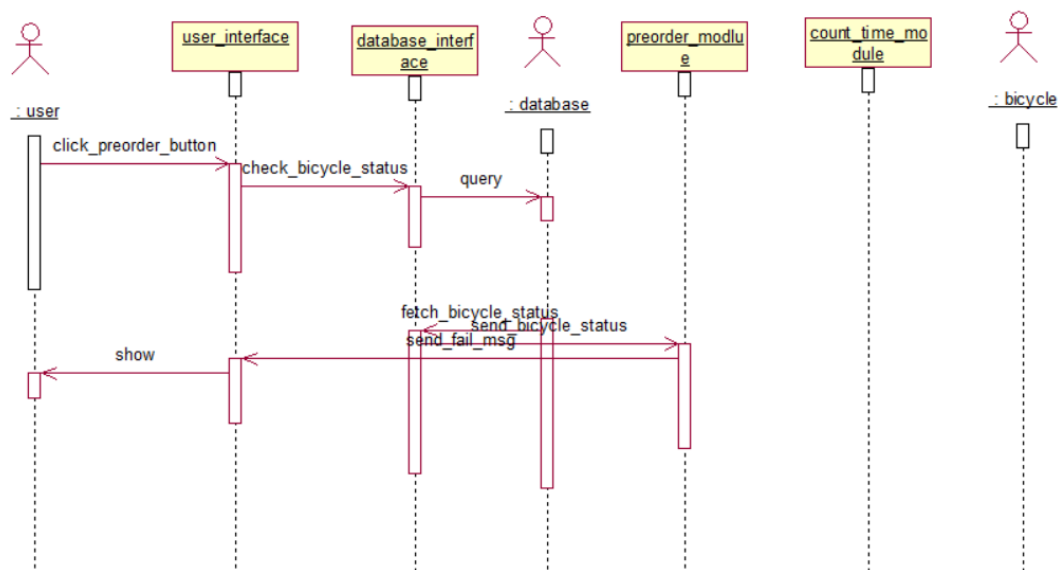 user_interface
database_interf
ace
preorder_modlu
e
count_time_mo
dule
: user
: database
: bicycle
click_preorder_button
check_bicycle_status
query
fetch_bicycle_status
send_bicycle_status
send_fail_msg
show